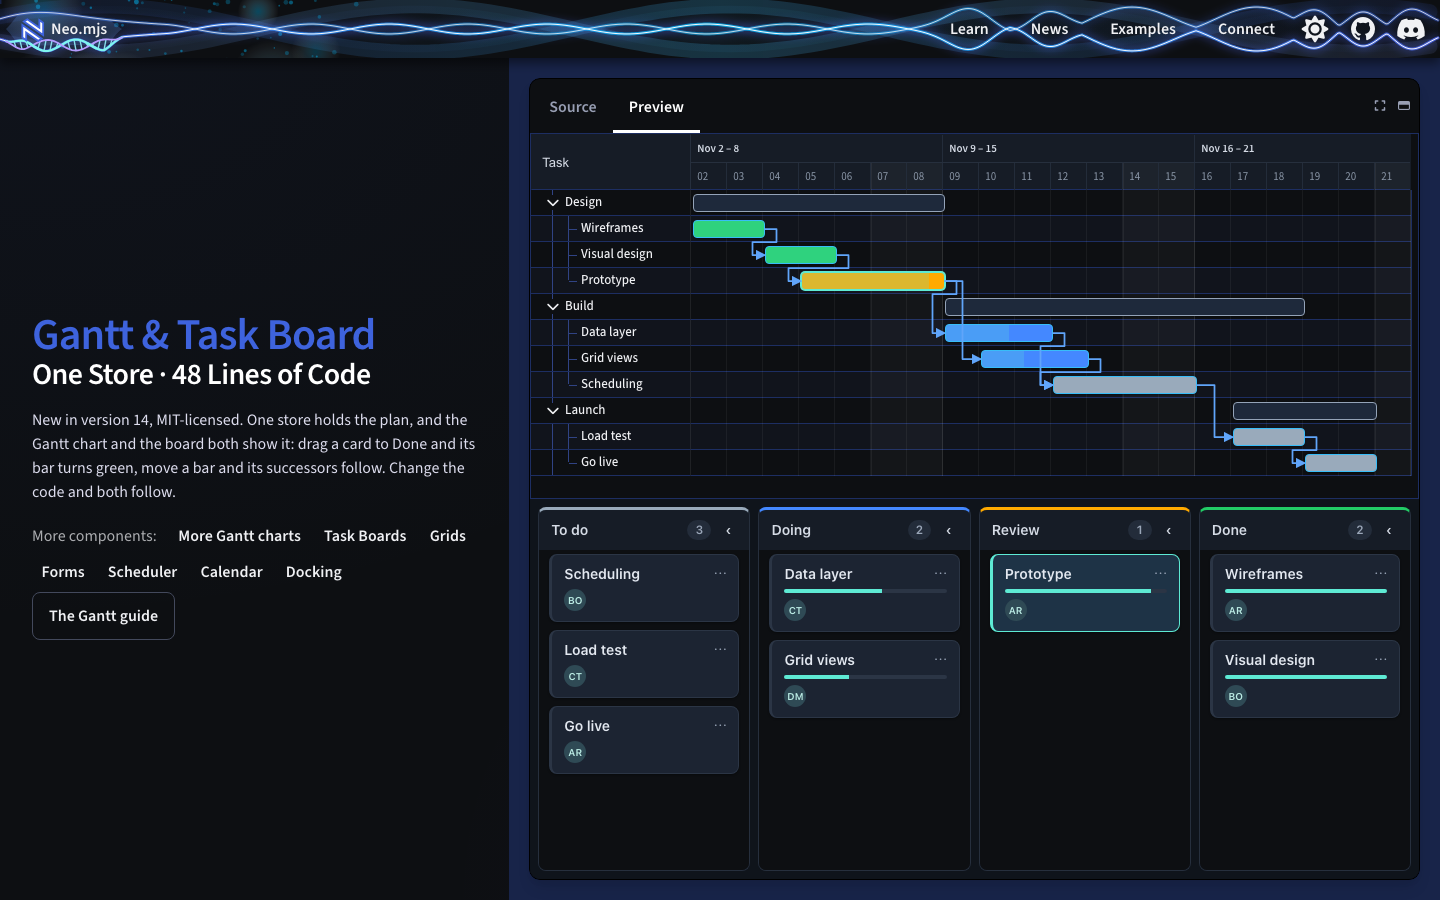 Neo.mjs
Learn
News
Examples
Connect
Gantt & Task Board
One Store · 48 Lines of Code
New in version 14, MIT-licensed. One store holds the plan, and the
Gantt chart and the board both show it: drag a card to Done and its
bar turns green, move a bar and its successors follow. Change the
code and both follow.
More components: More Gantt charts Task Boards Grids
Forms Scheduler Calendar Docking
The Gantt guide
Source Preview
Task
Nov 2 – 8 Nov 9 – 15 Nov 16 – 21
02 03 04 05 06 07 08 09 10 11 12 13 14 15 16 17 18 19 20 21
Design
Wireframes
Visual design
Prototype
Build
Data layer
Grid views
Scheduling
Launch
Load test
Go live
To do 3
Scheduling
BO
Load test
CT
Go live
AR
Doing 2
Data layer
CT
Grid views
DM
Review 1
Prototype
AR
Done 2
Wireframes
AR
Visual design
BO